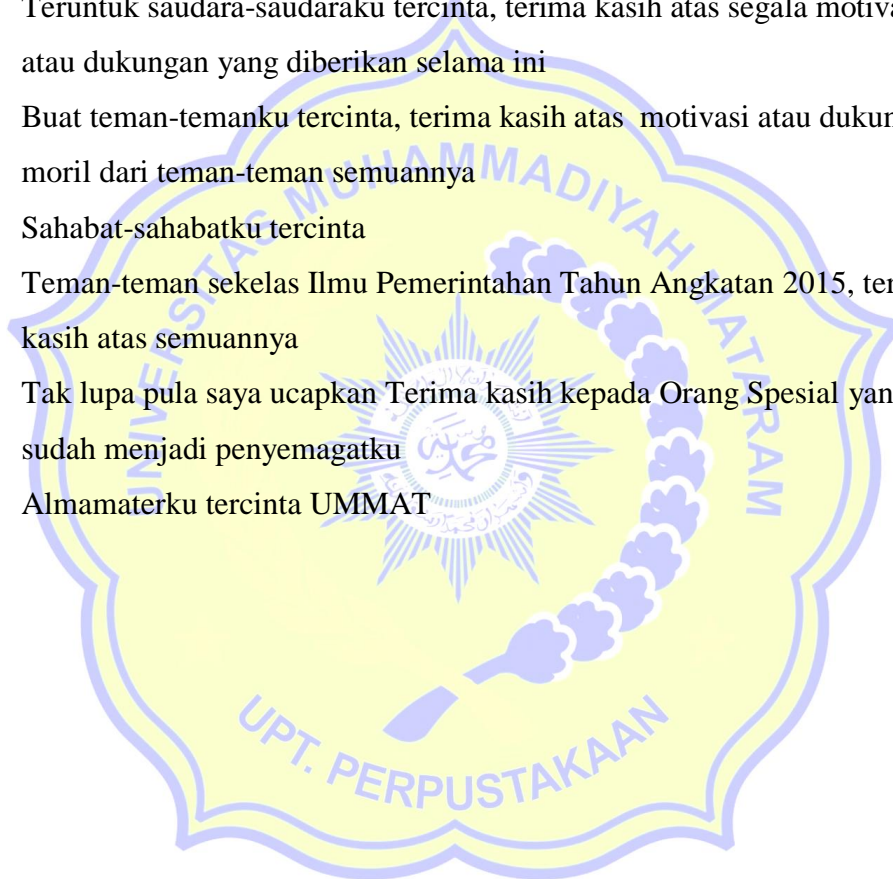 Teruntuk saudara-saudaraku tercinta, terima kasih atas segala
atau dukungan yang diberikan selama ini
Buat teman-temanku tercinta, terima kasih atas motivasi atau
moril dari teman-teman semuannya
Sahabat-sahabatku tercinta
Teman-teman sekelas Ilmu Pemerintahan Tahun Angkatan 2015,
kasih atas semuannya
Tak lupa pula saya ucapkan Terima kasih kepada Orang Spesial
sudah menjadi penyemagatku
Almamaterku tercinta UMMAT
UNIVERSITAS MUHAMMADIYAH MATARAM
UPT. PERPUSTAKAAN